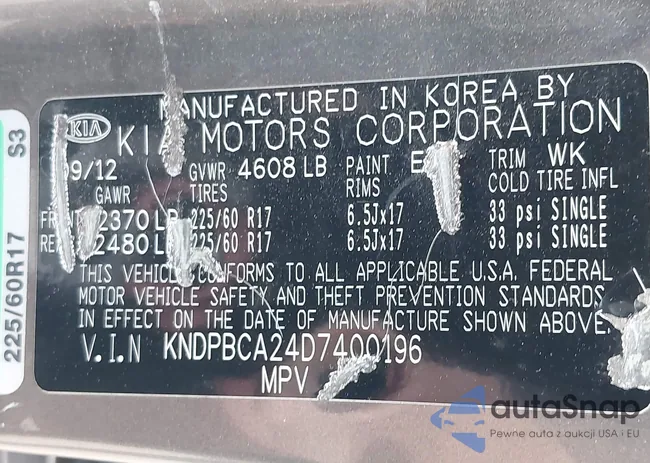 MANUFACTURED IN KOREA BY
KIA KIA MOTORS CORPORATION
09/12 GVWR 4608 LB PAINT TRIM WK
GAWR TIRES RIMS COLD TIRE INFL
2370 LB 225/60 R17 6.5Jx17 33 psi SINGLE
2480 LB 225/60 R17 6.5Jx17 33 psi SINGLE
THIS VEHICLE CONFORMS TO ALL APPLICABLE U.S.A. FEDERAL
MOTOR VEHICLE SAFETY AND THEFT PREVENTION STANDARDS
IN EFFECT ON THE DATE OF MANUFACTURE SHOWN ABOVE.
V.I.N KNDPBCA24D7400196
MPV
225/60R17 S3
autoSnap
Pewne auta z aukcji USA i EU